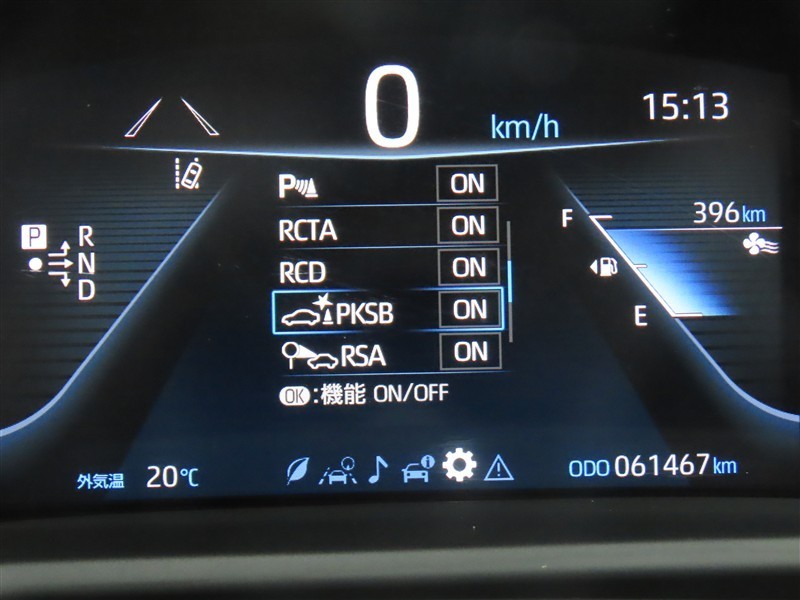 0 km/h
15:13
P ON
RCTA ON
RCD ON
PKSB ON
RSA ON
OK:機能 ON/OFF
P R
N
D
F
396km
E
外気温 20℃
ODO 061467km